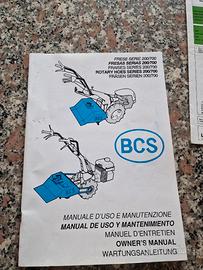 FRESE SERIE 200/700
FRESAS SERIAS 200/700
FRAISES SERIES 200/700
ROTARY HOES SERIES 200/700
FRÄSEN SERIEN 200/700
BCS
MANUALE D'USO E MANUTENZIONE
MANUAL DE USO Y MANTENIMIENTO
MANUEL D'ENTRETIEN
OWNER'S MANUAL
WARTUNGSANLEITUNG